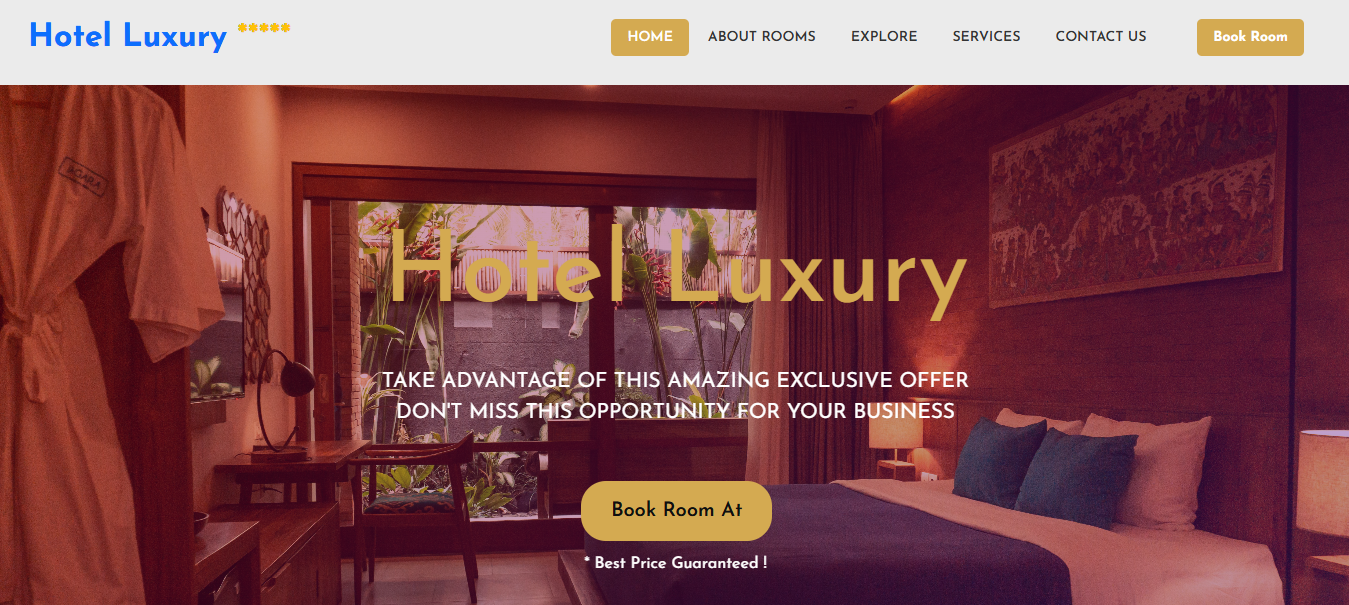 Hotel Luxury *****
HOME
ABOUT ROOMS
EXPLORE
SERVICES
CONTACT US
Book Room
AGARA
Hotel Luxury
TAKE ADVANTAGE OF THIS AMAZING EXCLUSIVE OFFER
DON'T MISS THIS OPPORTUNITY FOR YOUR BUSINESS
Book Room At
* Best Price Guaranteed !